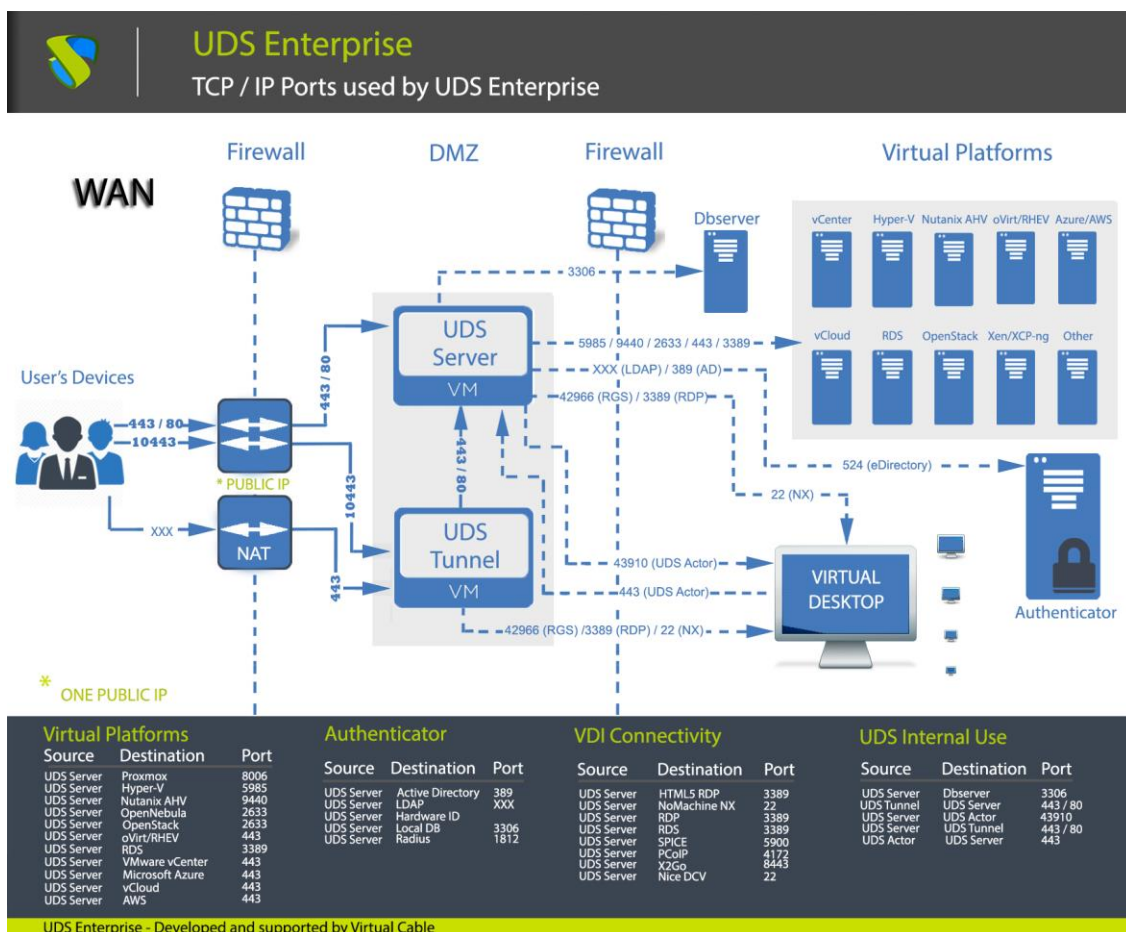 UDS Enterprise
TCP / IP Ports used by UDS Enterprise
Firewall
DMZ
Firewall
Virtual Platforms
WAN
Dbserver
vCenter
Hyper-V
Nutanix AHV
oVirt/RHEV
Azure/AWS
3306
UDS
Server
VM
5985 / 9440 / 2633 / 443 / 3389
vCloud
RDS
OpenStack
Xen/XCP-ng
Other
XXX (LDAP) / 389 (AD)
42966 (RGS) / 3389 (RDP)
User's Devices
443 / 80
10443
443 / 80
* PUBLIC IP
443 / 80
10443
524 (eDirectory)
22 (NX)
XXX
NAT
443
UDS
Tunnel
VM
43910 (UDS Actor)
443 (UDS Actor)
42966 (RGS) /3389 (RDP) / 22 (NX)
VIRTUAL
DESKTOP
Authenticator
* ONE PUBLIC IP
Virtual Platforms
Source Destination Port
UDS Server Proxmox 8006
UDS Server Hyper-V 5985
UDS Server Nutanix AHV 9440
UDS Server OpenNebula 2633
UDS Server OpenStack 2633
UDS Server oVirt/RHEV 443
UDS Server RDS 3389
UDS Server VMware vCenter 443
UDS Server Microsoft Azure 443
UDS Server vCloud 443
UDS Server AWS 443
Authenticator
Source Destination Port
UDS Server Active Directory 389
UDS Server LDAP XXX
UDS Server Hardware ID
UDS Server Local DB 3306
UDS Server Radius 1812
VDI Connectivity
Source Destination Port
UDS Server HTML5 RDP 3389
UDS Server NoMachine NX 22
UDS Server RDP 3389
UDS Server RDS 3389
UDS Server SPICE 5900
UDS Server PCoIP 4172
UDS Server X2Go 8443
UDS Server Nice DCV 22
UDS Internal Use
Source Destination Port
UDS Server Dbserver 3306
UDS Tunnel UDS Server 443 / 80
UDS Server UDS Actor 43910
UDS Server UDS Tunnel 443 / 80
UDS Actor UDS Server 443
UDS Enterprise - Developed and supported by Virtual Cable